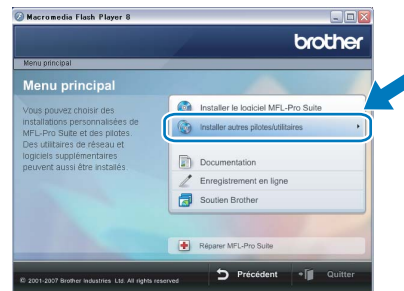 Macromedia Flash Player 8
brother
Menu principal
Menu principal
Vous pouvez choisir des
installations personnalisées de
MFL-Pro Suite et des pilotes.
Des utilitaires de réseau et
logiciels supplémentaires
peuvent aussi être installés.
Installer le logiciel MFL-Pro Suite
Installer autres pilotes/utilitaires
Documentation
Enregistrement en ligne
Soutien Brother
Réparer MFL-Pro Suite
© 2001-2007 Brother Industries Ltd. All rights reserved
Précédent
Quitter